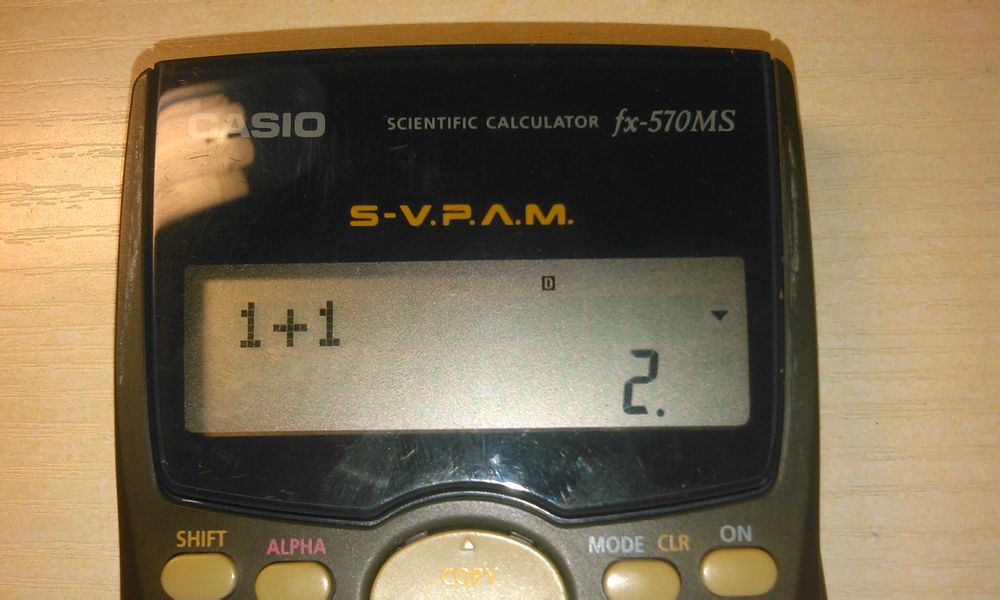 CASIO SCIENTIFIC CALCULATOR fx-570MS
S-V.P.A.M.
D
1+1
2.
SHIFT ALPHA COPY MODE CLR ON